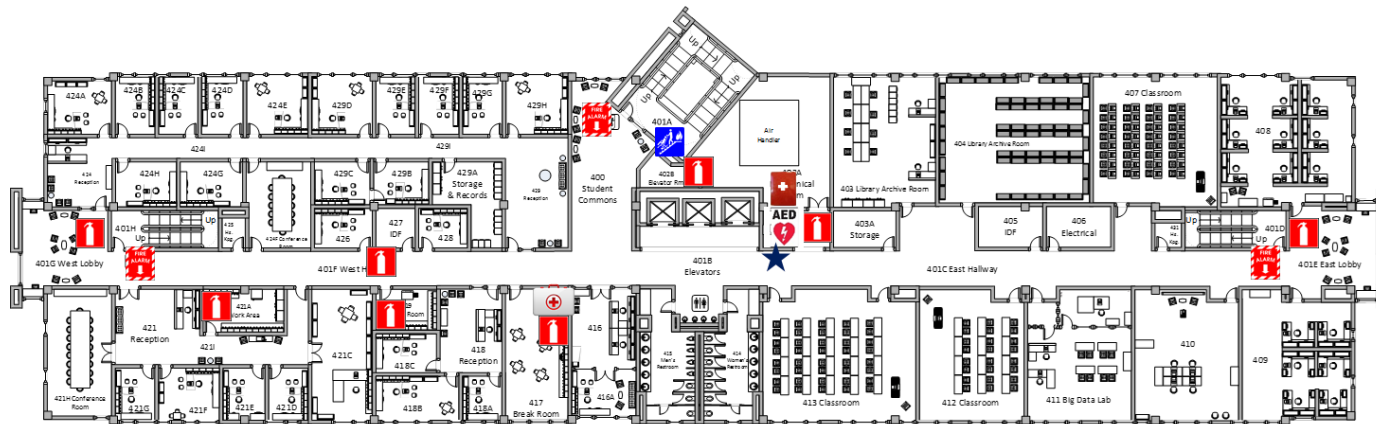 424A
424B
424C
424D
424E
429D
429E
429F
429G
429H
FIRE
ALARM
Up
Up
Up
401A
Air
Handler
407 Classroom
408
404 Library Archive Room
424I
429I
424
Reception
424H
424G
429C
429B
429A
Storage
& Records
Reception
400
Student
Commons
402B
Elevator Rm
403 Library Archive Room
AED
403A
Storage
405
IDF
406
Electrical
401H
Up
Up
426
427
IDF
428
Up
Up
401D
401G West Lobby
FIRE
ALARM
401F West H
401B
Elevators
401C East Hallway
FIRE
ALARM
401E East Lobby
421
Reception
421A
Work Area
421I
421C
Room
418
Reception
418C
416
415
Men's
Restroom
414
Women's
Restroom
410
409
421H Conference
Room
421G
421F
421E
421D
418B
418A
417
Break Room
416A
413 Classroom
412 Classroom
411 Big Data Lab